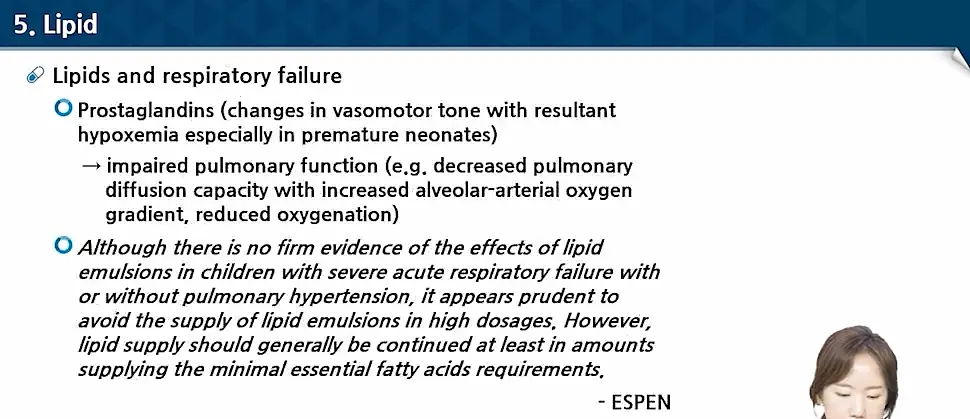 5. Lipid
Lipids and respiratory failure
Prostaglandins (changes in vasomotor tone with resultant
hypoxemia especially in premature neonates)
→ impaired pulmonary function (e.g. decreased pulmonary
diffusion capacity with increased alveolar-arterial oxygen
gradient, reduced oxygenation)
Although there is no firm evidence of the effects of lipid
emulsions in children with severe acute respiratory failure with
or without pulmonary hypertension, it appears prudent to
avoid the supply of lipid emulsions in high dosages. However,
lipid supply should generally be continued at least in amounts
supplying the minimal essential fatty acids requirements.
- ESPEN